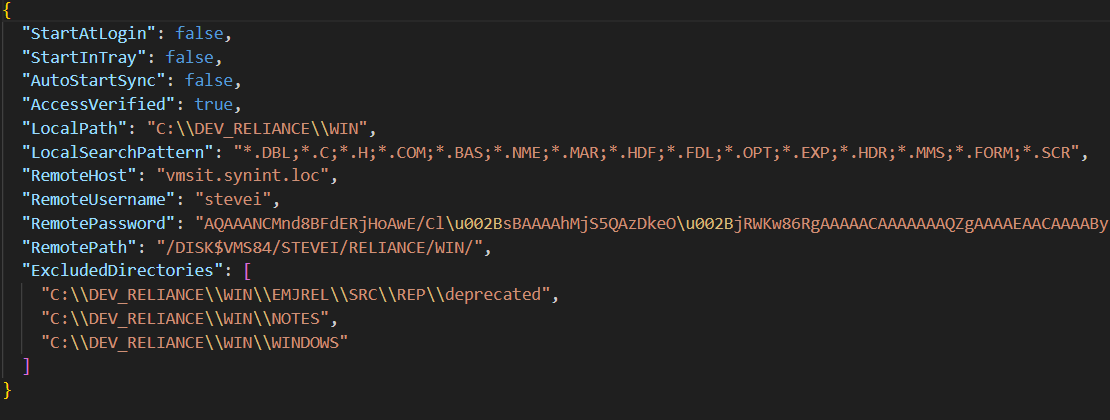 {
"StartAtLogin": false,
"StartInTray": false,
"AutoStartSync": false,
"AccessVerified": true,
"LocalPath": "C:\\DEV_RELIANCE\\WIN",
"LocalSearchPattern": "*.DBL;*.C;*.H;*.COM;*.BAS;*.NME;*.MAR;*.HDF;*.FDL;*.OPT;*.EXP;*.HDR;*.MMS;*.FORM;*.SCR",
"RemoteHost": "vmsit.synint.loc",
"RemoteUsername": "stevei",
"RemotePassword": "AQAAANCMnd8BFdERjHoAwE/Cl\u002BsBAAAAhMjS5QAzDkeO\u002BjRWKw86RgAAAAACAAAAAAAQZgAAAAEAACAAAABy
"RemotePath": "/DISK$VMS84/STEVEI/RELIANCE/WIN/",
"ExcludedDirectories": [
"C:\\DEV_RELIANCE\\WIN\\EMJREL\\SRC\\REP\\deprecated",
"C:\\DEV_RELIANCE\\WIN\\NOTES",
"C:\\DEV_RELIANCE\\WIN\\WINDOWS"
]
}